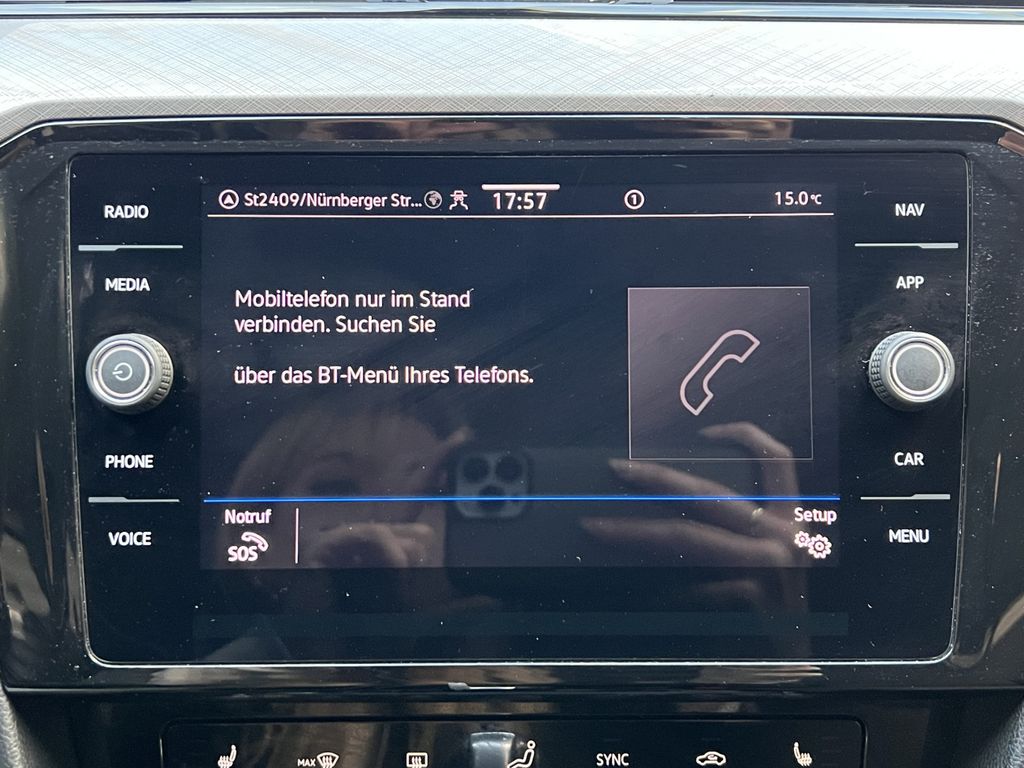 RADIO
MEDIA
PHONE
VOICE
St2409/Nürnberger Str...
17:57
1
15.0°C
Mobiltelefon nur im Stand
verbinden. Suchen Sie
über das BT-Menü Ihres Telefons.
Notruf
SOS
Setup
NAV
APP
CAR
MENU
MAX
SYNC